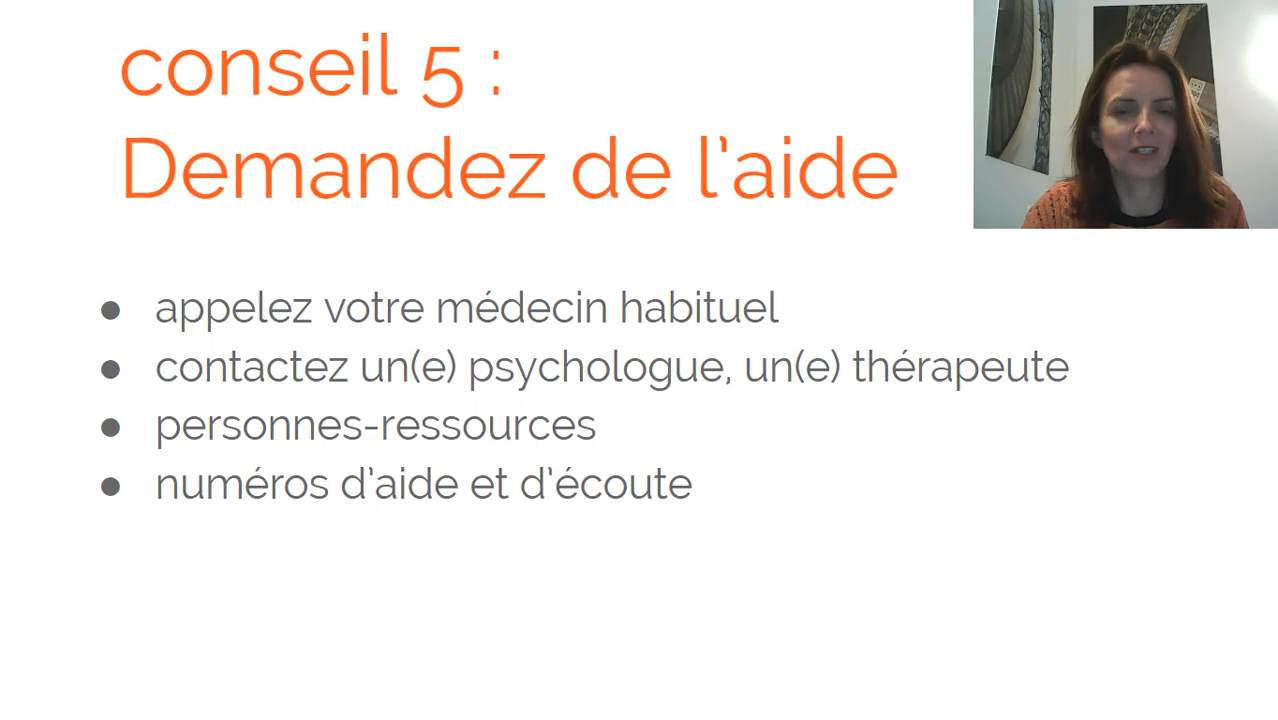 conseil 5 :
Demandez de l'aide
● appelez votre médecin habituel
● contactez un(e) psychologue, un(e) thérapeute
● personnes-ressources
● numéros d'aide et d'écoute